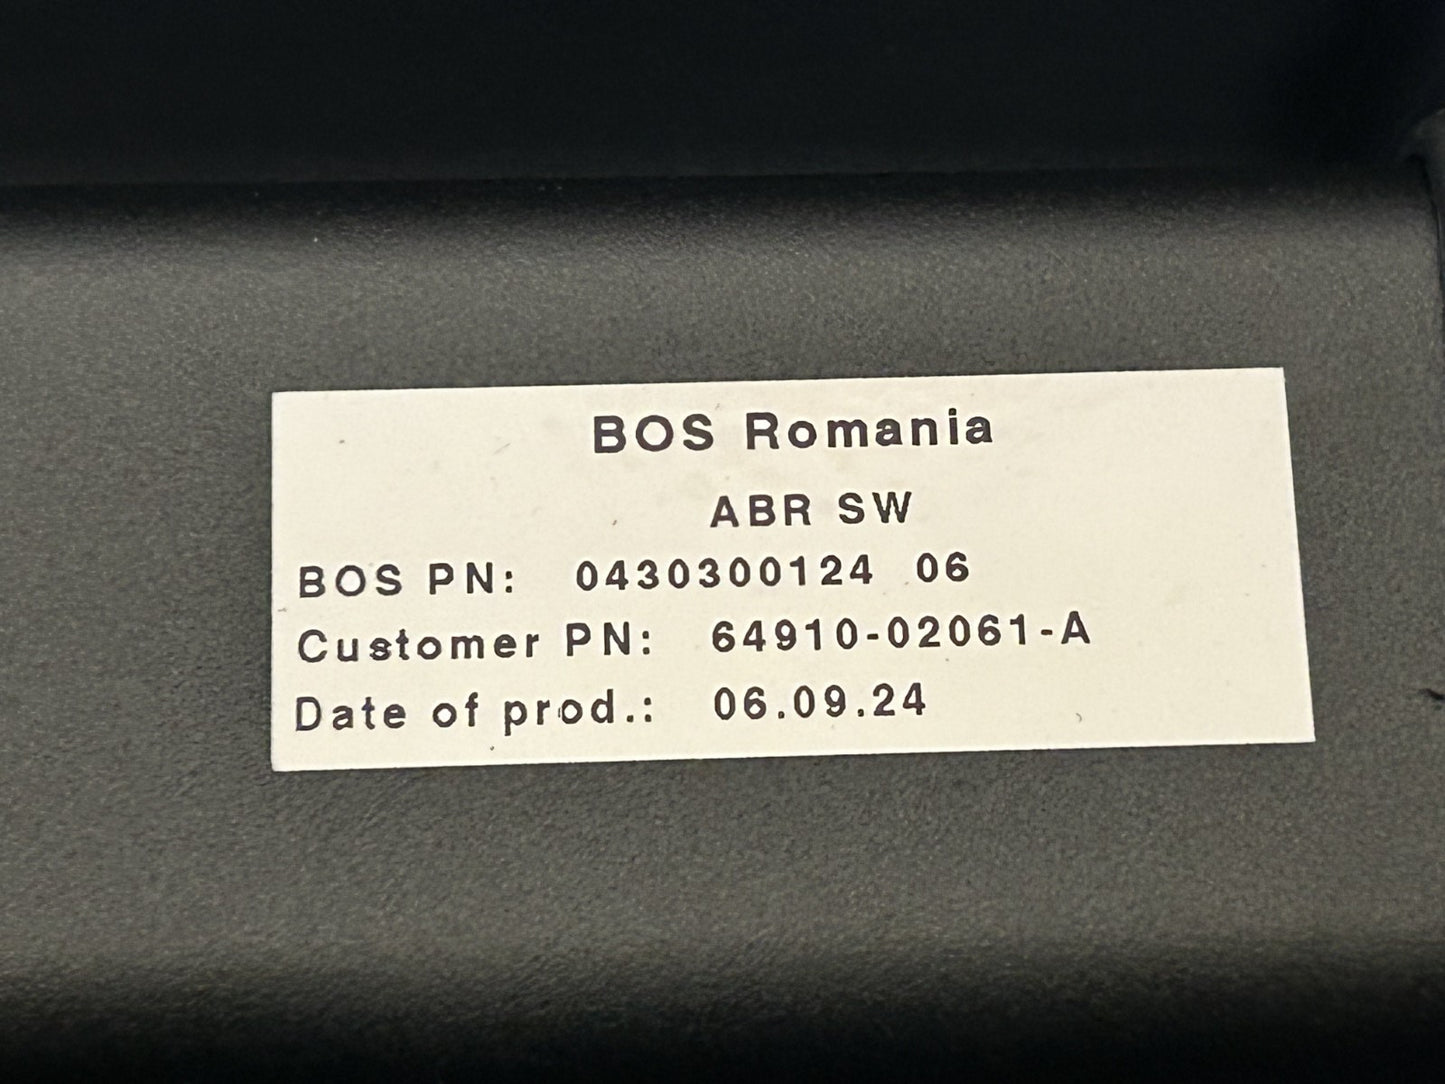 BOS Romania
ABR SW
BOS PN: 0430300124 06
Customer PN: 64910-02061-A
Date of prod.: 06.09.24